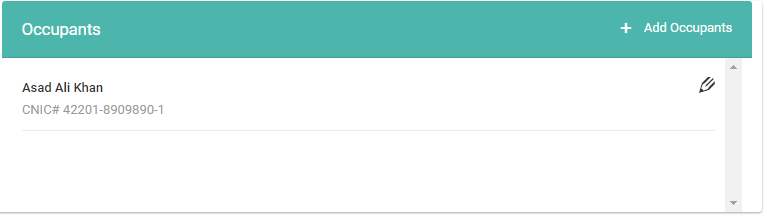 Occupants
+ Add Occupants
Asad Ali Khan
CNIC# 42201-8909890-1